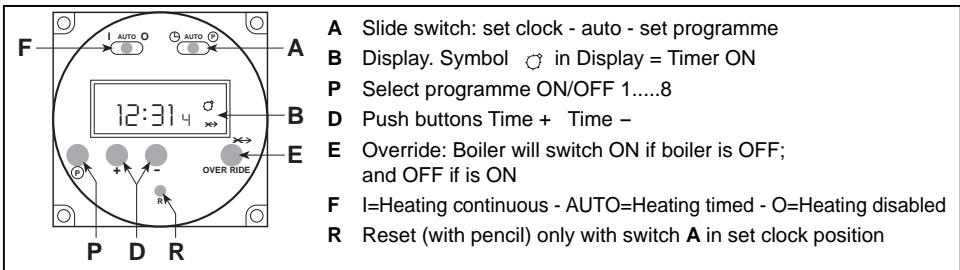 I AUTO O
AUTO P
F
A
12:31 4
B
E
P
+ -
OVER RIDE
R
P D R
A Slide switch: set clock - auto - set programme
B Display. Symbol in Display = Timer ON
P Select programme ON/OFF 1.....8
D Push buttons Time + Time −
E Override: Boiler will switch ON if boiler is OFF;
and OFF if is ON
F I=Heating continuous - AUTO=Heating timed - O=Heating disabled
R Reset (with pencil) only with switch A in set clock position